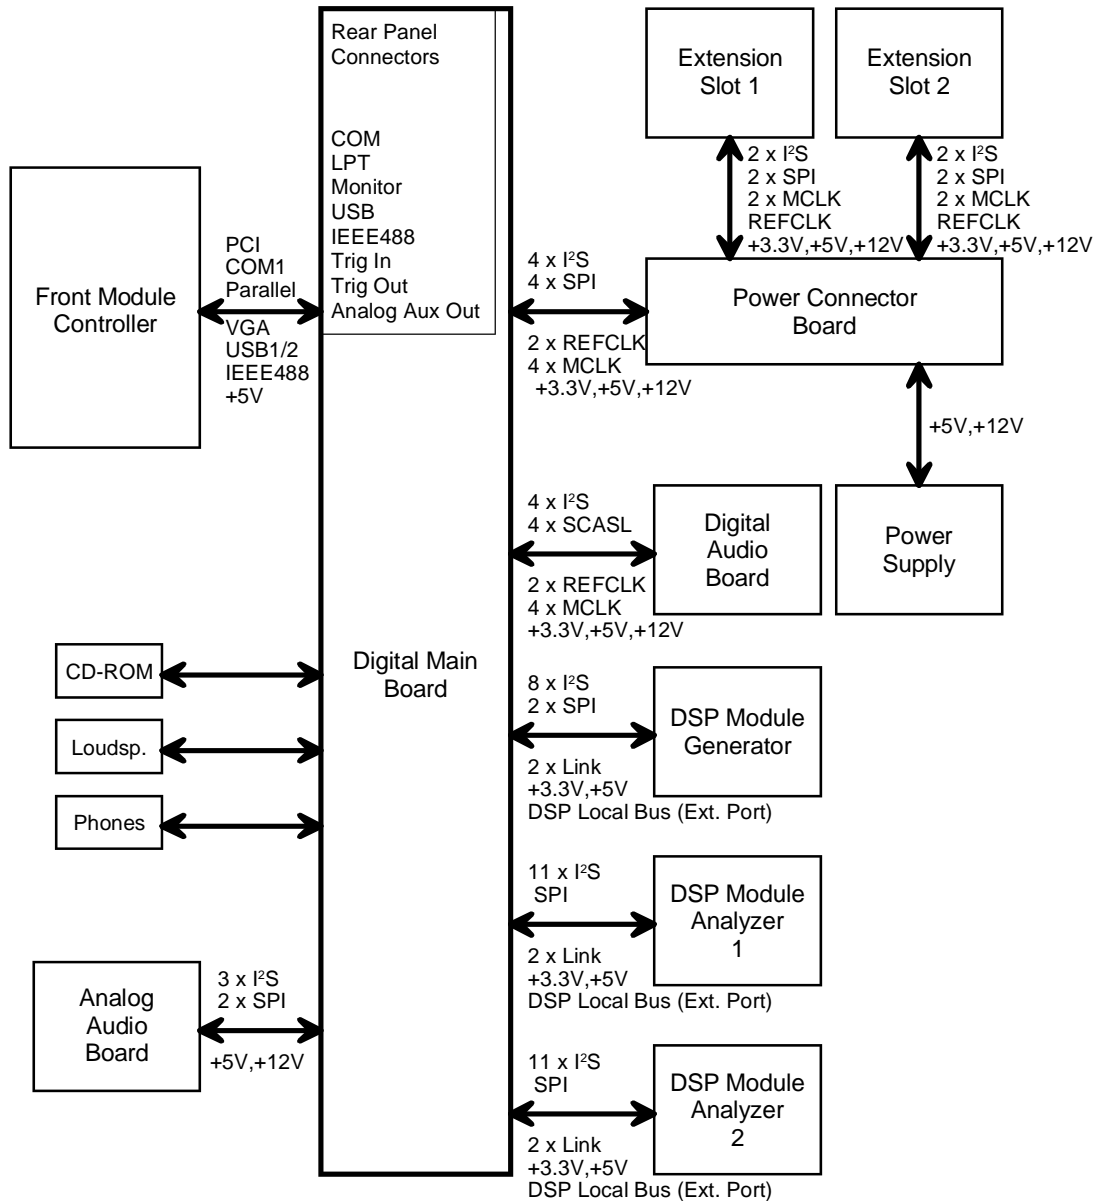 Rear Panel
Connectors
COM
LPT
Monitor
USB
IEEE488
Trig In
Trig Out
Analog Aux Out
Extension
Slot 1
Extension
Slot 2
2 x I²S
2 x SPI
2 x MCLK
REFCLK
+3.3V,+5V,+12V
2 x I²S
2 x SPI
2 x MCLK
REFCLK
+3.3V,+5V,+12V
Front Module
Controller
PCI
COM1
Parallel
VGA
USB1/2
IEEE488
+5V
4 x I²S
4 x SPI
2 x REFCLK
4 x MCLK
+3.3V,+5V,+12V
Power Connector
Board
+5V,+12V
Power
Supply
4 x I²S
4 x SCASL
2 x REFCLK
4 x MCLK
+3.3V,+5V,+12V
Digital
Audio
Board
Digital Main
Board
CD-ROM
Loudsp.
Phones
8 x I²S
2 x SPI
2 x Link
+3.3V,+5V
DSP Local Bus (Ext. Port)
DSP Module
Generator
11 x I²S
SPI
2 x Link
+3.3V,+5V
DSP Local Bus (Ext. Port)
DSP Module
Analyzer
1
Analog
Audio
Board
3 x I²S
2 x SPI
+5V,+12V
11 x I²S
SPI
2 x Link
+3.3V,+5V
DSP Local Bus (Ext. Port)
DSP Module
Analyzer
2